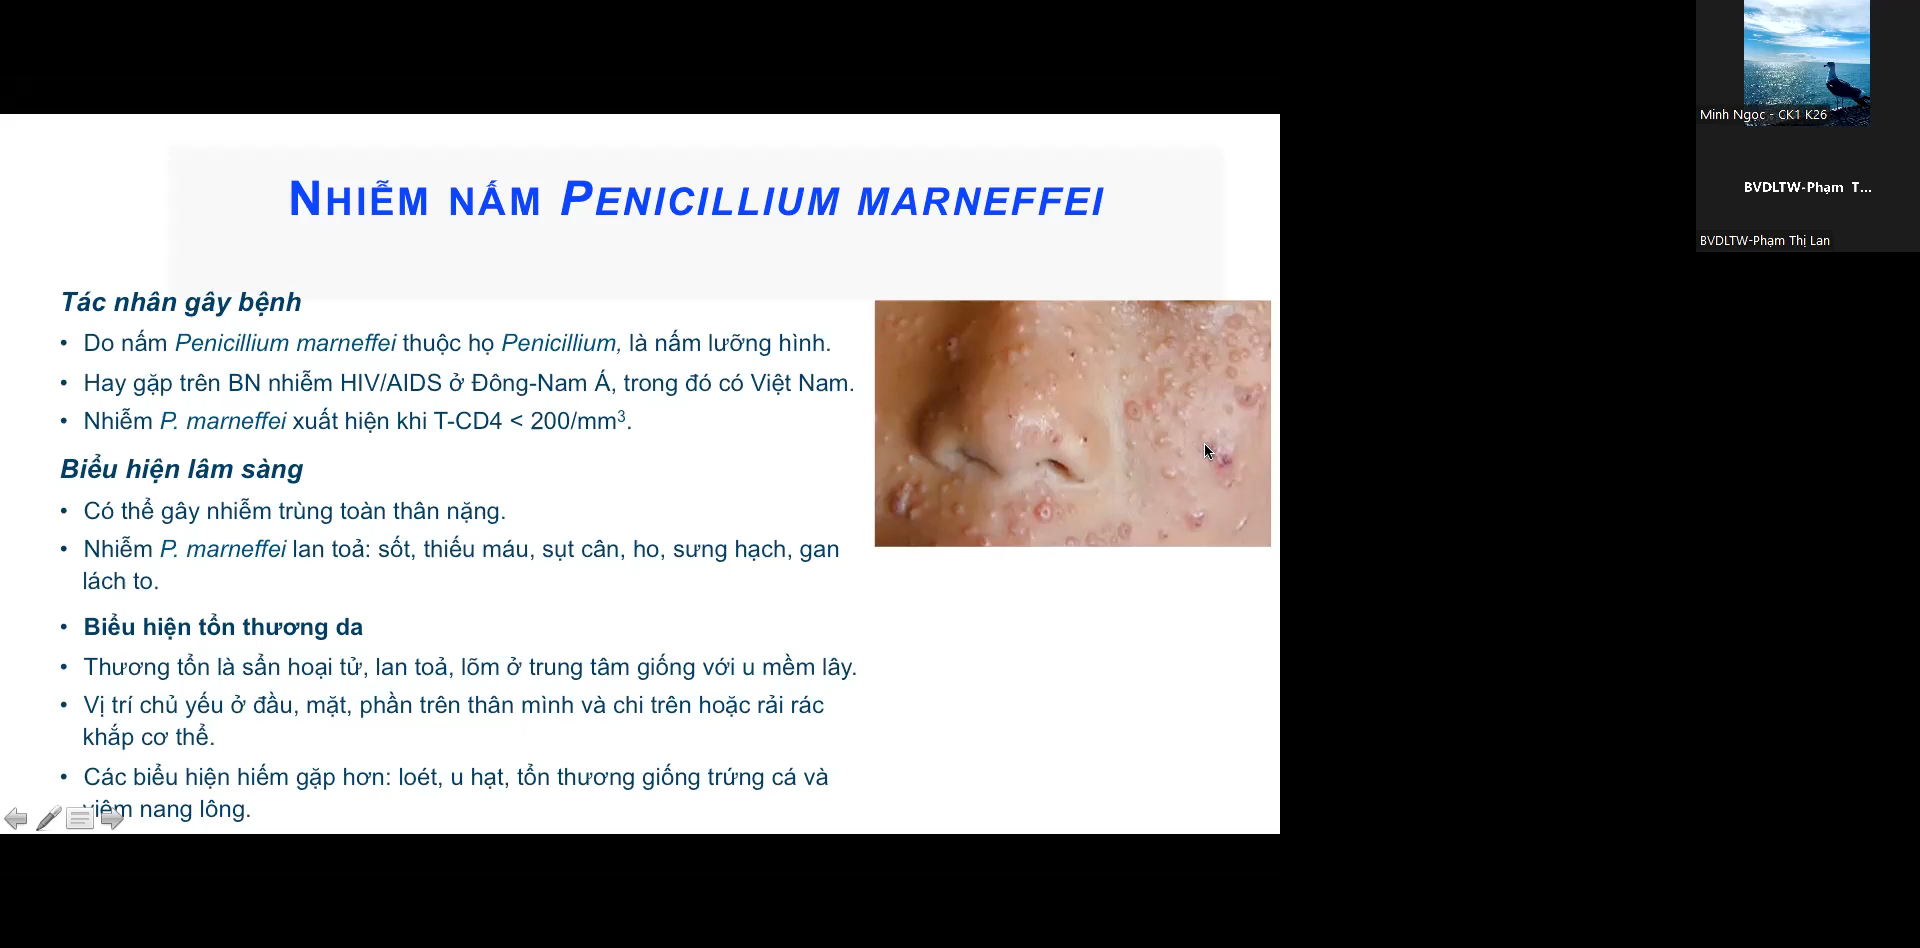 Minh Ngọc - CK1 K26
BVDLTW-Phạm T...
BVDLTW-Phạm Thị Lan
NHIỄM NẤM PENICILLIUM MARNEFFEI
Tác nhân gây bệnh
• Do nấm Penicillium marneffei thuộc họ Penicillium, là nấm lưỡng hình.
• Hay gặp trên BN nhiễm HIV/AIDS ở Đông-Nam Á, trong đó có Việt Nam.
• Nhiễm P. marneffei xuất hiện khi T-CD4 < 200/mm³.
Biểu hiện lâm sàng
• Có thể gây nhiễm trùng toàn thân nặng.
• Nhiễm P. marneffei lan toả: sốt, thiếu máu, sụt cân, ho, sưng hạch, gan
lách to.
• Biểu hiện tổn thương da
• Thương tổn là sẩn hoại tử, lan toả, lõm ở trung tâm giống với u mềm lây.
• Vị trí chủ yếu ở đầu, mặt, phần trên thân mình và chi trên hoặc rải rác
khắp cơ thể.
• Các biểu hiện hiếm gặp hơn: loét, u hạt, tổn thương giống trứng cá và
viêm nang lông.